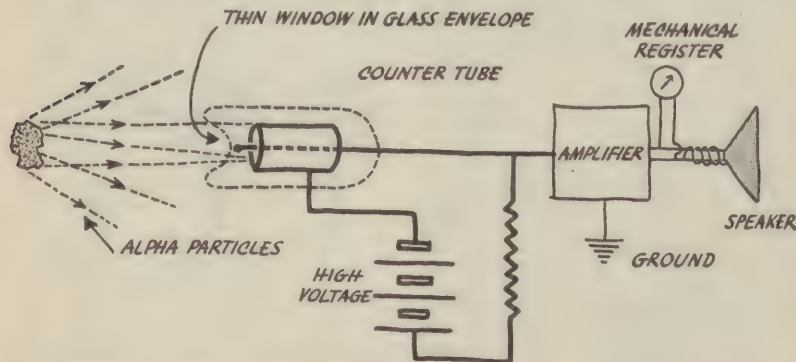 THIN WINDOW IN GLASS ENVELOPE
MECHANICAL
REGISTER
COUNTER TUBE
AMPLIFIER
SPEAKER
ALPHA PARTICLES
HIGH
VOLTAGE
GROUND